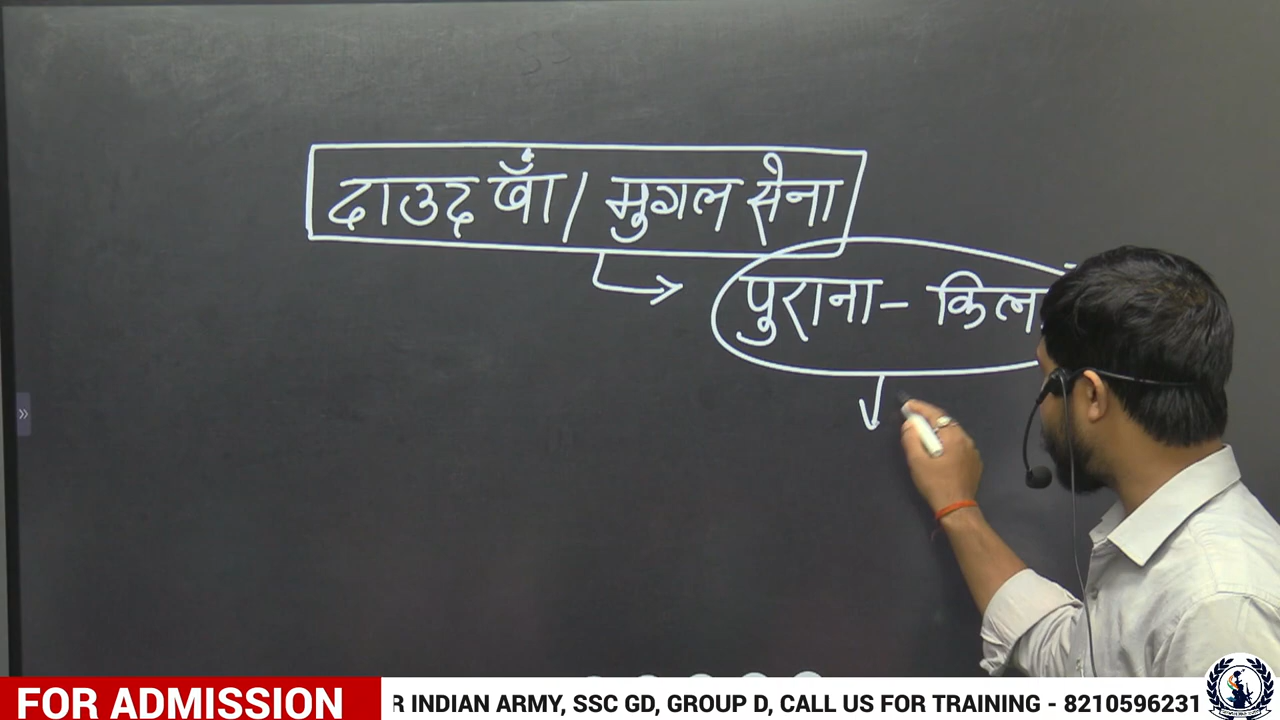 दाउद खाँ / मुगल सेना
पुराना -
FOR ADMISSION
R INDIAN ARMY, SSC GD, GROUP D, CALL US FOR TRAINING - 8210596231